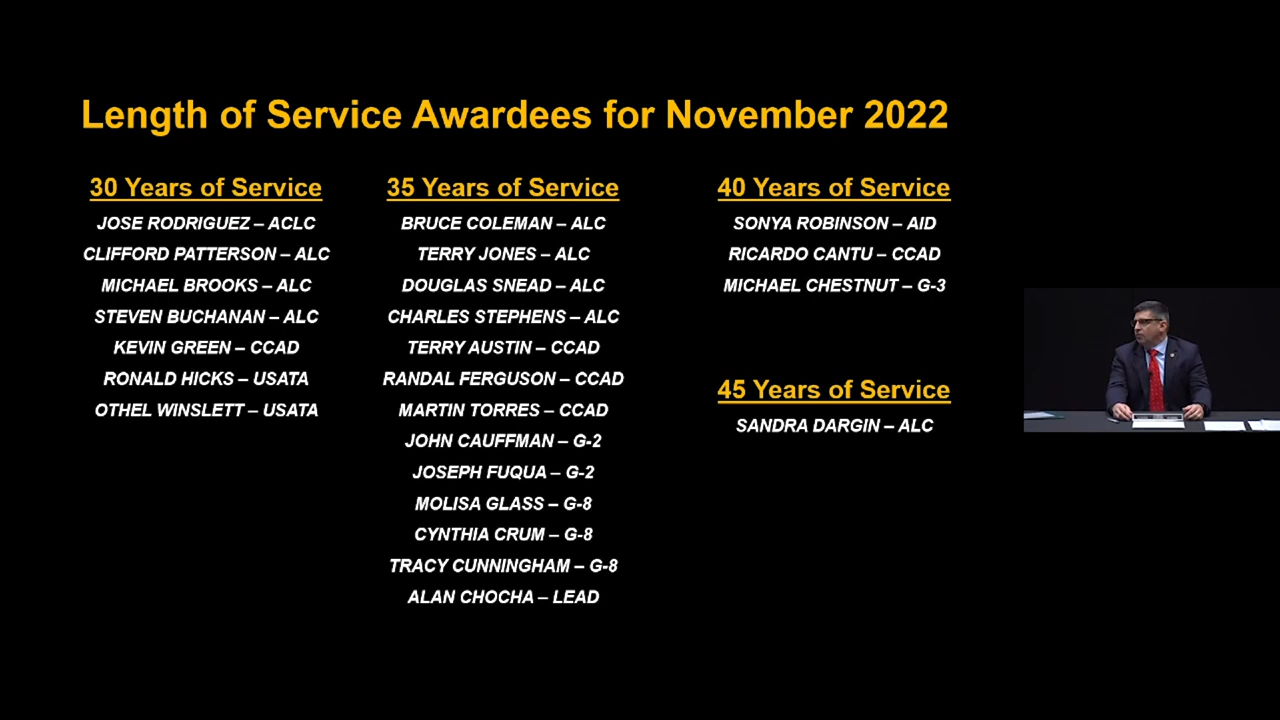 Length of Service Awardees for November 2022
30 Years of Service
JOSE RODRIGUEZ – ACLC
CLIFFORD PATTERSON – ALC
MICHAEL BROOKS – ALC
STEVEN BUCHANAN – ALC
KEVIN GREEN – CCAD
RONALD HICKS – USATA
OTHEL WINSLETT – USATA
35 Years of Service
BRUCE COLEMAN – ALC
TERRY JONES – ALC
DOUGLAS SNEAD – ALC
CHARLES STEPHENS – ALC
TERRY AUSTIN – CCAD
RANDAL FERGUSON – CCAD
MARTIN TORRES – CCAD
JOHN CAUFFMAN – G-2
JOSEPH FUQUA – G-2
MOLISA GLASS – G-8
CYNTHIA CRUM – G-8
TRACY CUNNINGHAM – G-8
ALAN CHOCHA – LEAD
40 Years of Service
SONYA ROBINSON – AID
RICARDO CANTU – CCAD
MICHAEL CHESTNUT – G-3
45 Years of Service
SANDRA DARGIN – ALC